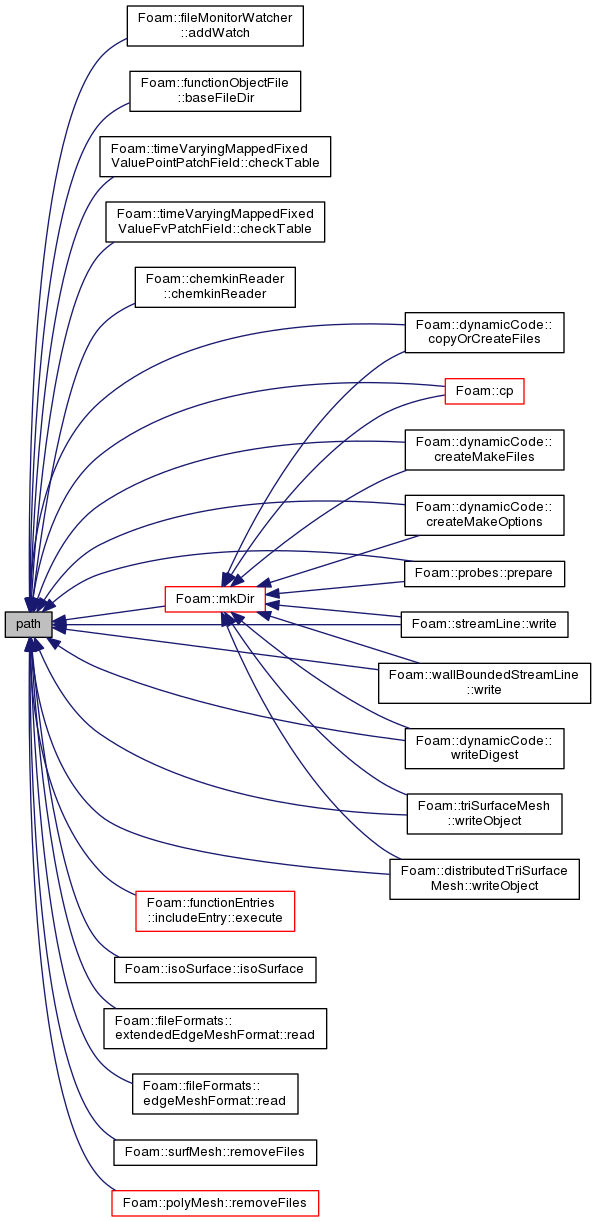 Foam::fileMonitorWatcher
::addWatch
Foam::functionObjectFile
::baseFileDir
Foam::timeVaryingMappedFixed
ValuePointPatchField::checkTable
Foam::timeVaryingMappedFixed
ValueFvPatchField::checkTable
Foam::chemkinReader
::chemkinReader
Foam::dynamicCode::
copyOrCreateFiles
Foam::cp
Foam::dynamicCode::
createMakeFiles
Foam::dynamicCode::
createMakeOptions
Foam::probes::prepare
Foam::mkDir
path
Foam::streamLine::write
Foam::wallBoundedStreamLine
::write
Foam::dynamicCode::
writeDigest
Foam::triSurfaceMesh
::writeObject
Foam::distributedTriSurface
Mesh::writeObject
Foam::functionEntries
::includeEntry::execute
Foam::isoSurface::isoSurface
Foam::fileFormats::
extendedEdgeMeshFormat::read
Foam::fileFormats::
edgeMeshFormat::read
Foam::surfMesh::removeFiles
Foam::polyMesh::removeFiles